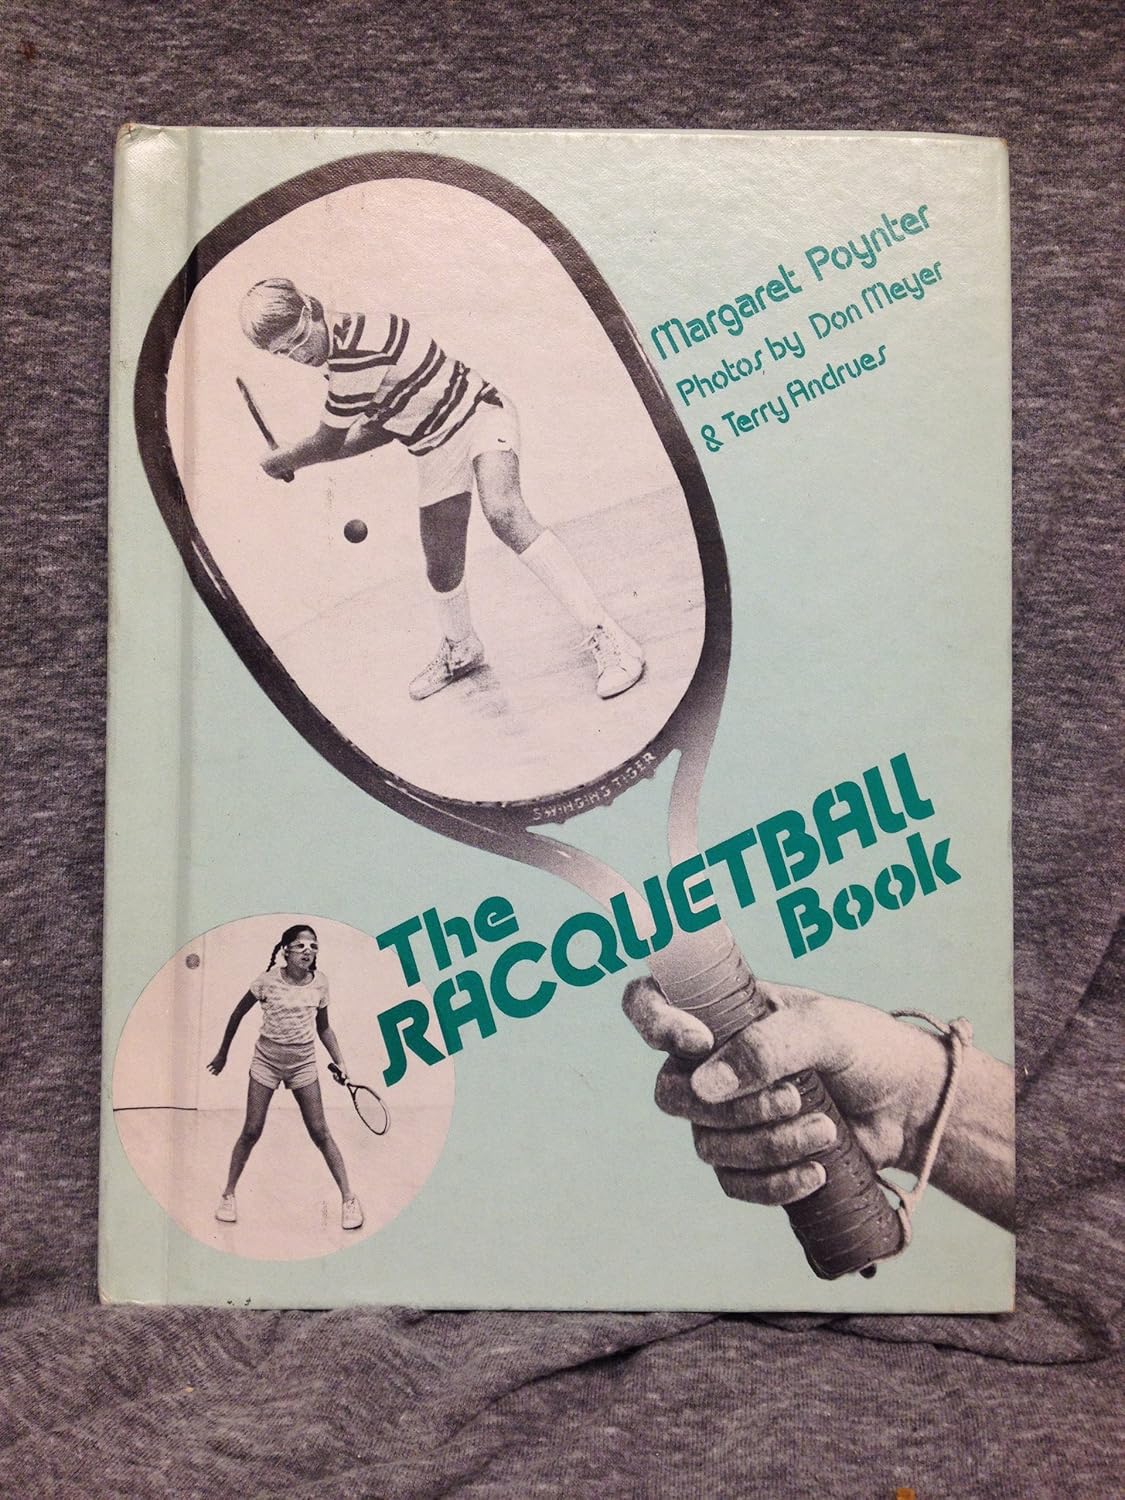 Margaret Poynter
Photos by Don Meyer
& Terry Andrues
SWINGING TIGER
The
RACQUETBALL
Book